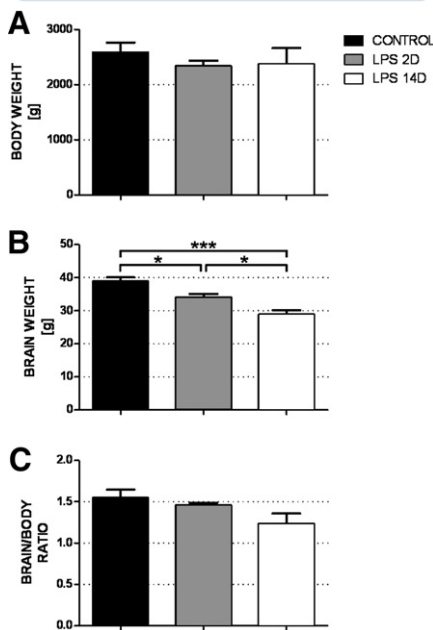 A
3000
2000
1000
0
BODY WEIGHT
[g]
CONTROL
LPS 2D
LPS 14D
B
50
40
30
20
10
0
BRAIN WEIGHT
[g]
***
*
*
C
2.0
1.5
1.0
0.5
0.0
BRAIN/BODY
RATIO